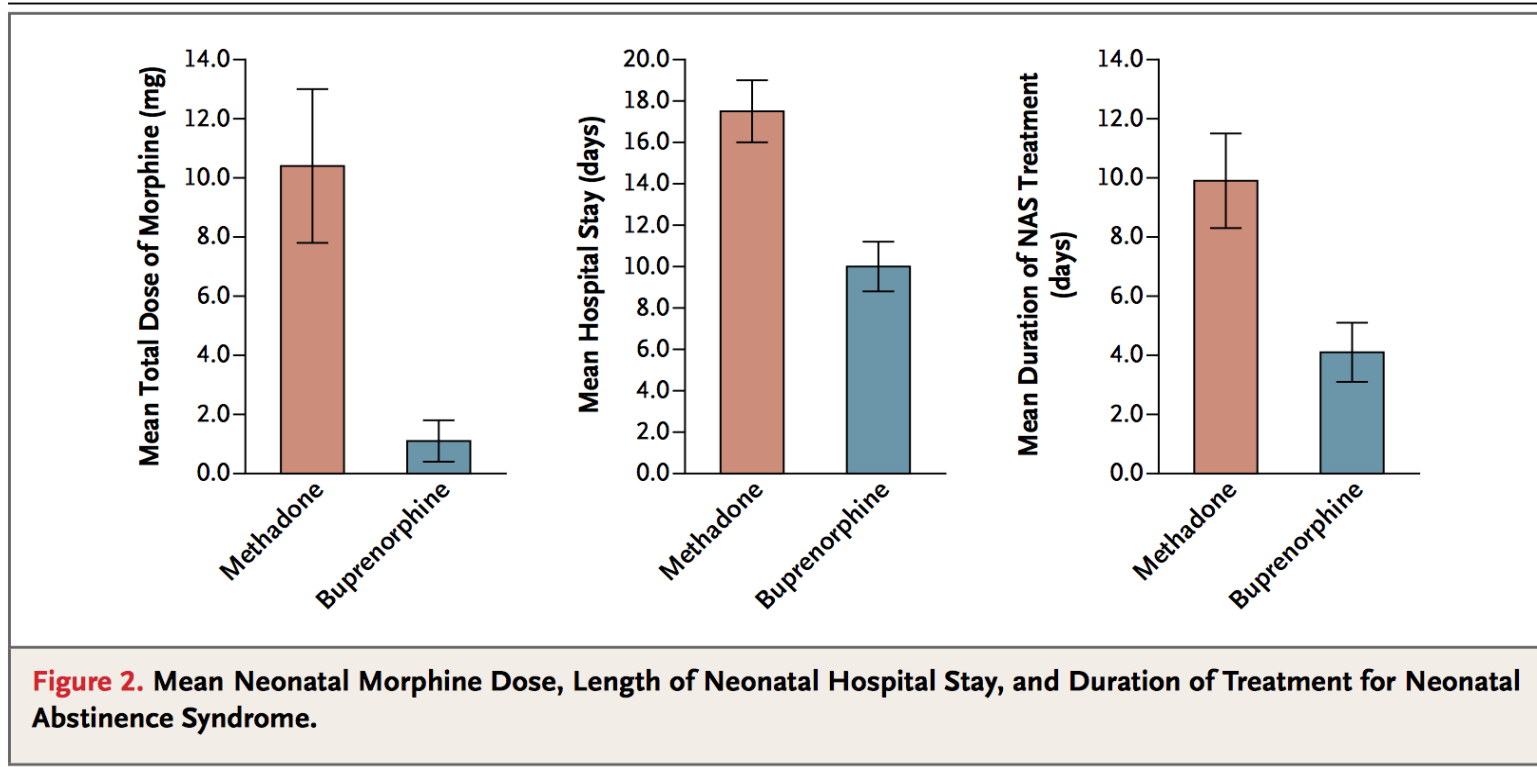 Mean Total Dose of Morphine (mg)
14.0
12.0
10.0
8.0
6.0
4.0
2.0
0.0
Methadone
Buprenorphine
Mean Hospital Stay (days)
20.0
18.0
16.0
14.0
12.0
10.0
8.0
6.0
4.0
2.0
0.0
Methadone
Buprenorphine
Mean Duration of NAS Treatment
(days)
14.0
12.0
10.0
8.0
6.0
4.0
2.0
0.0
Methadone
Buprenorphine
Figure 2. Mean Neonatal Morphine Dose, Length of Neonatal Hospital Stay, and Duration of Treatment for Neonatal
Abstinence Syndrome.